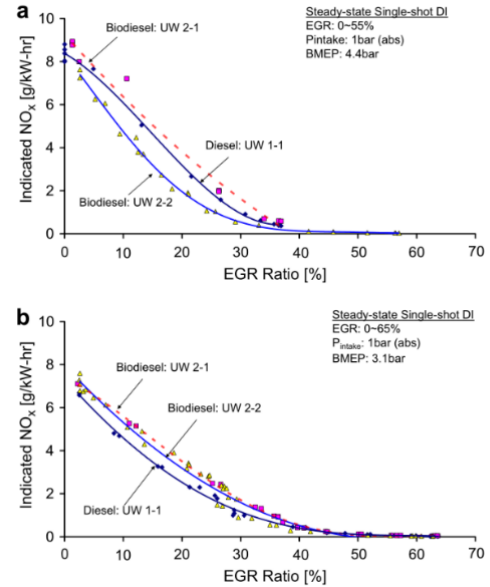 a
Biodiesel: UW 2-1
Steady-state Single-shot DI
EGR: 0~55%
Pintake: 1bar (abs)
BMEP: 4.4bar
Indicated NOx [g/kW-hr]
10
8
6
4
2
0
Diesel: UW 1-1
Biodiesel: UW 2-2
0 10 20 30 40 50 60 70
EGR Ratio [%]
b
Steady-state Single-shot DI
EGR: 0~65%
Pintake: 1bar (abs)
BMEP: 3.1bar
Indicated NOx [g/kW-hr]
10
8
6
4
2
0
Biodiesel: UW 2-1
Biodiesel: UW 2-2
Diesel: UW 1-1
0 10 20 30 40 50 60 70
EGR Ratio [%]